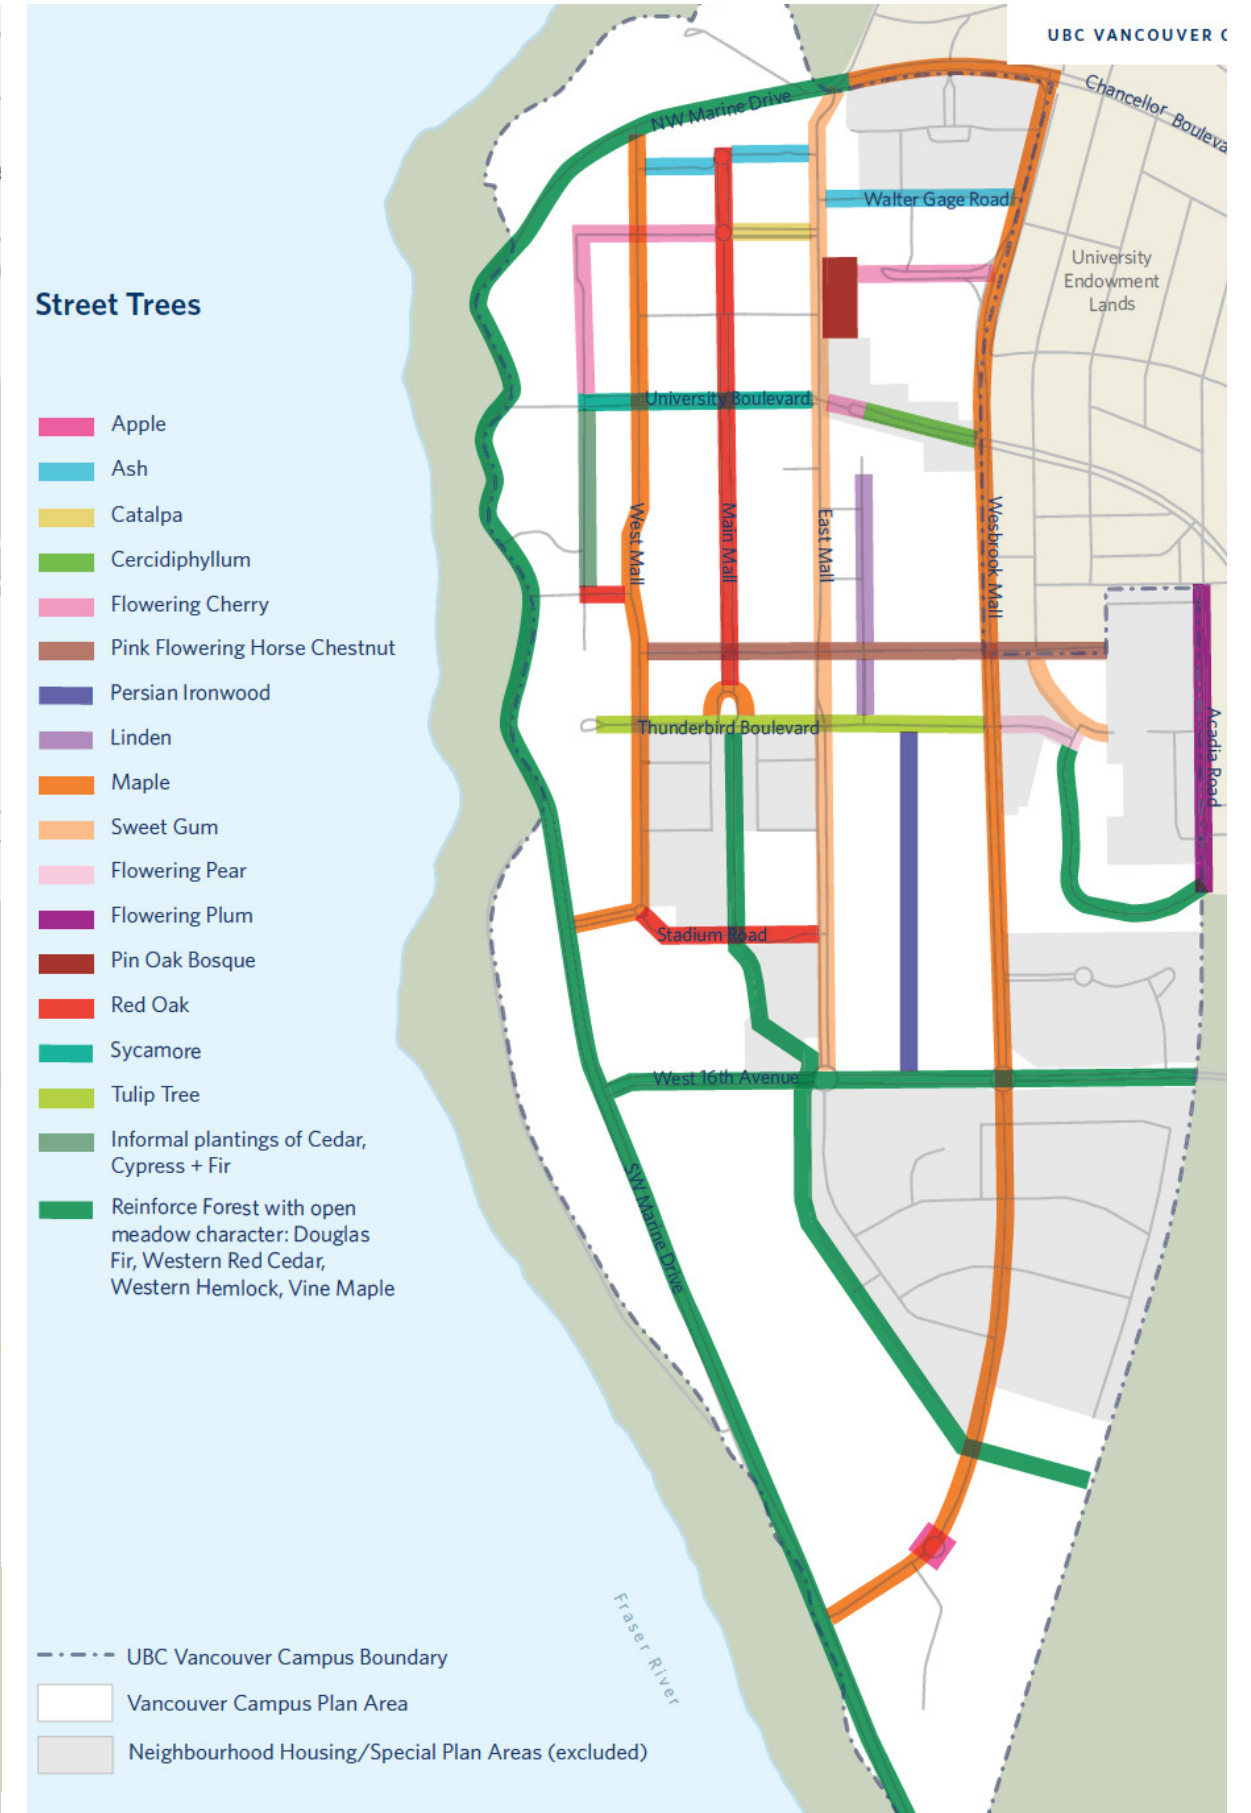 UBC VANCOUVER C
Chancellor Bouleva
NW Marine Drive
Walter Gage Road
University
Endowment
Lands
Street Trees
University Boulevard
Apple
Ash
Catalpa
Cercidiphyllum
Flowering Cherry
Pink Flowering Horse Chestnut
Persian Ironwood
Linden
Maple
Sweet Gum
Flowering Pear
Flowering Plum
Pin Oak Bosque
Red Oak
Sycamore
Tulip Tree
Informal plantings of Cedar,
Cypress + Fir
Reinforce Forest with open
meadow character: Douglas
Fir, Western Red Cedar,
Western Hemlock, Vine Maple
West Mall
Main Mall
East Mall
Wesbrook Mall
Thunderbird Boulevard
Acadia Road
Stadium Road
West 16th Avenue
SW Marine Drive
Fraser River
UBC Vancouver Campus Boundary
Vancouver Campus Plan Area
Neighbourhood Housing/Special Plan Areas (excluded)